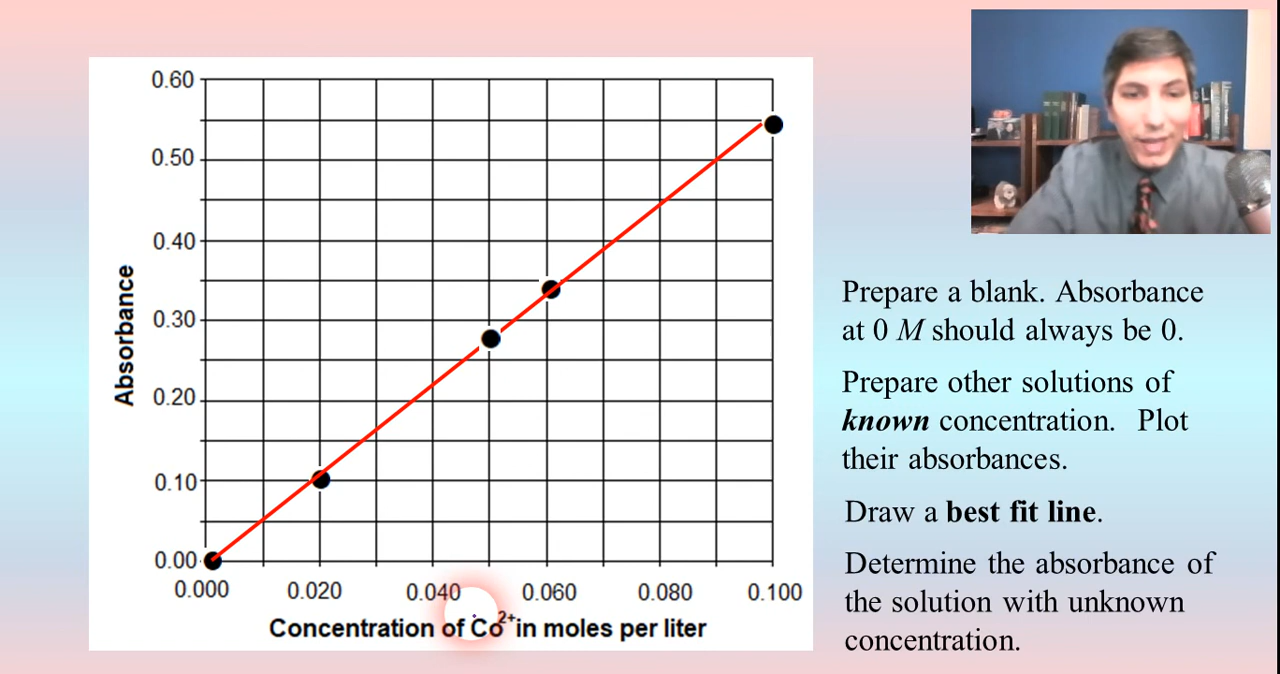 0.60
0.50
0.40
0.30
0.20
0.10
0.00
Absorbance
0.000 0.020 0.040 0.060 0.080 0.100
Concentration of Co2+ in moles per liter
Prepare a blank. Absorbance
at 0 M should always be 0.
Prepare other solutions of
known concentration. Plot
their absorbances.
Draw a best fit line.
Determine the absorbance of
the solution with unknown
concentration.